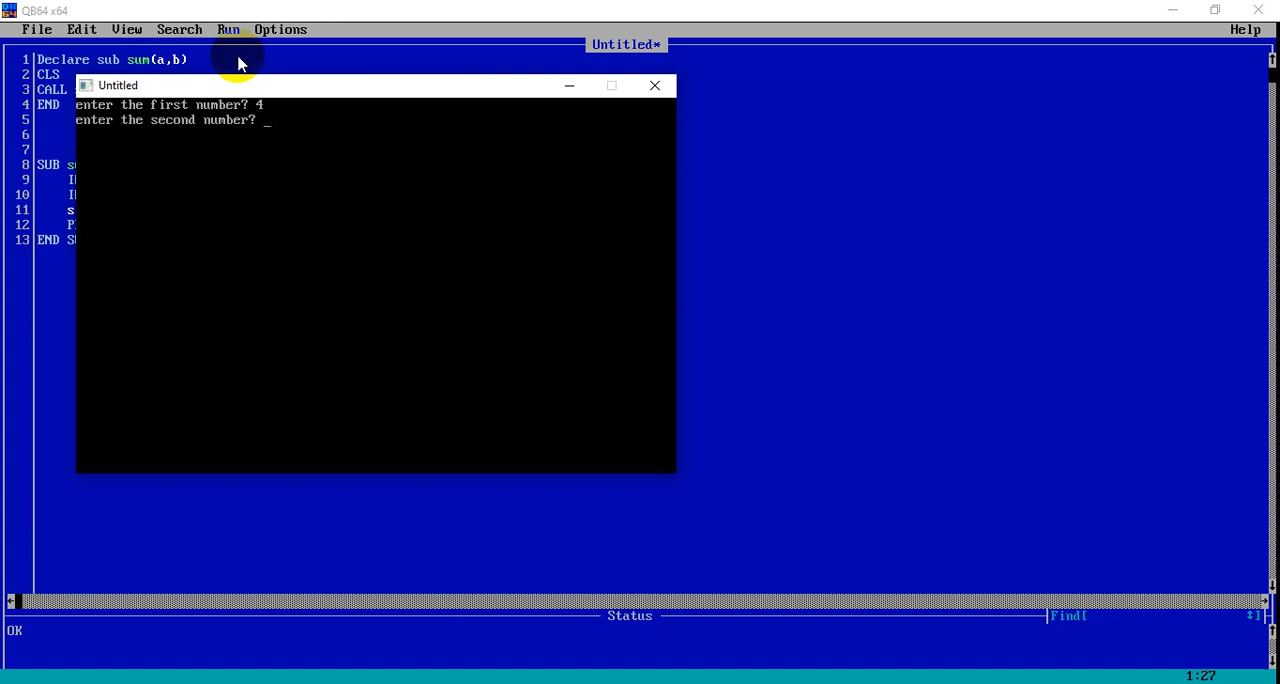 QB64 x64
File Edit View Search Run Options Help
Untitled*
1 Declare sub sum(a,b)
2 CLS
3 CALL
4 END
5
6
7
8 SUB
9
10
11
12
13 END
Untitled
enter the first number? 4
enter the second number? _
Status
Find[ ↕]
OK
1:27